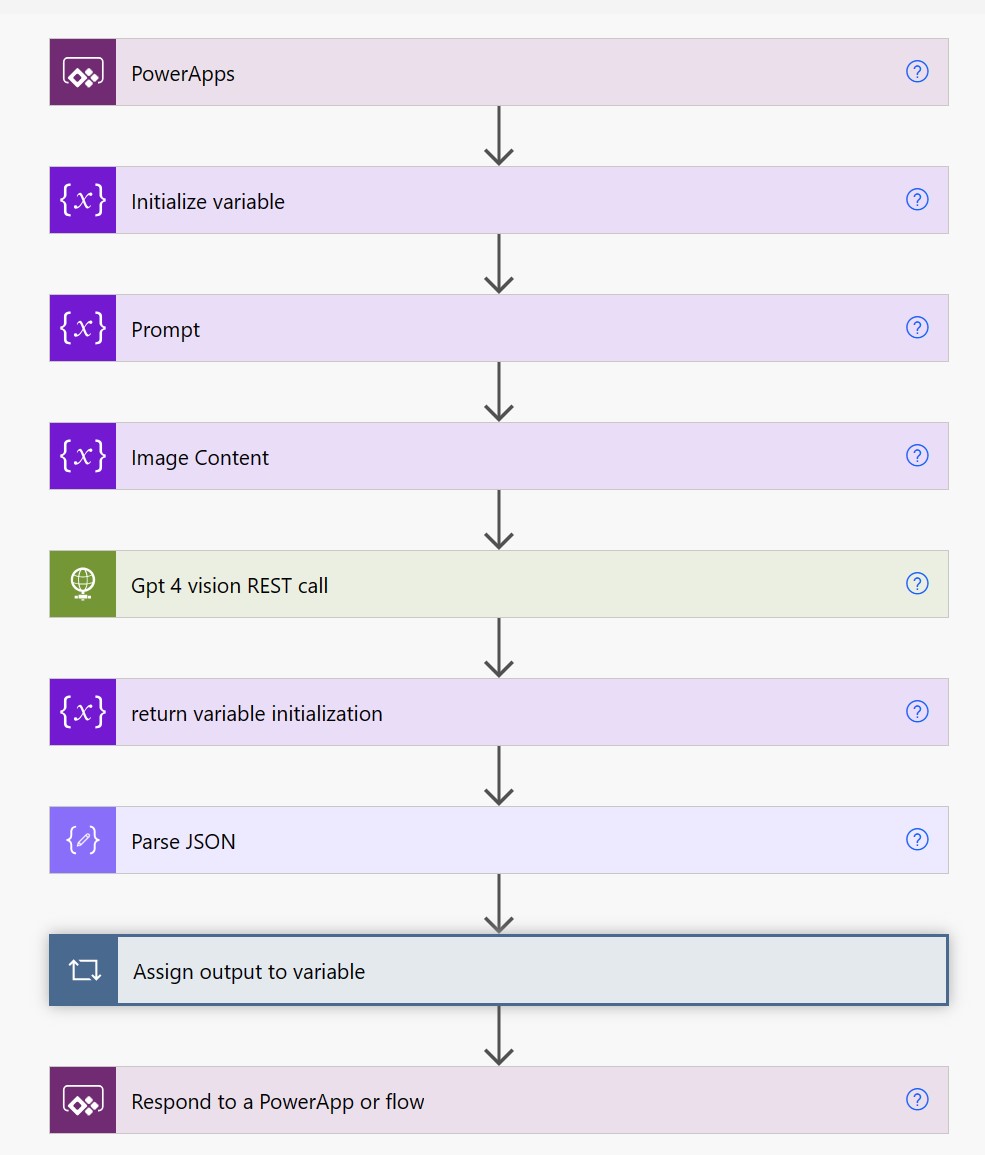 PowerApps
?
{x}
Initialize variable
?
{x}
Prompt
?
{x}
Image Content
?
Gpt 4 vision REST call
?
{x}
return variable initialization
?
Parse JSON
?
Assign output to variable
Respond to a PowerApp or flow
?